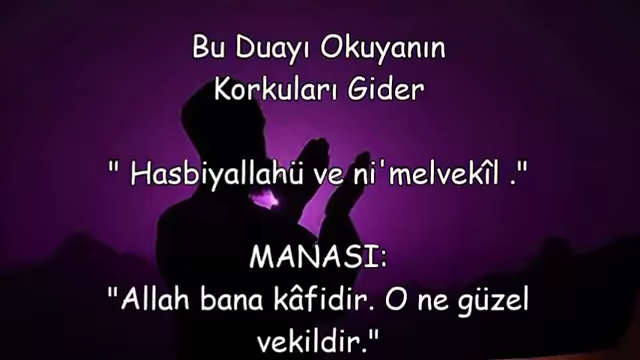 Bu Duayı Okuyanın
Korkuları Gider
" Hasbiyallahü ve ni'melvekîl ."
MANASI:
"Allah bana kâfidir. O ne güzel
vekildir."